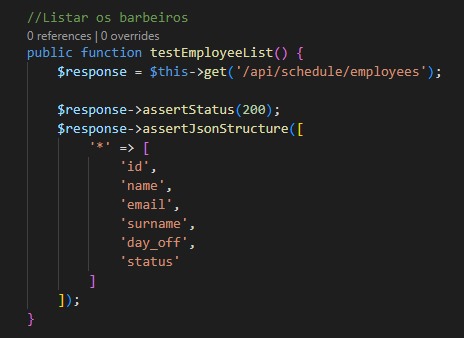 //Listar os barbeiros
0 references | 0 overrides
public function testEmployeeList() {
    $response = $this->get('/api/schedule/employees');
    $response->assertStatus(200);
    $response->assertJsonStructure([
        '*' => [
            'id',
            'name',
            'email',
            'surname',
            'day_off',
            'status'
        ]
    ]);
}